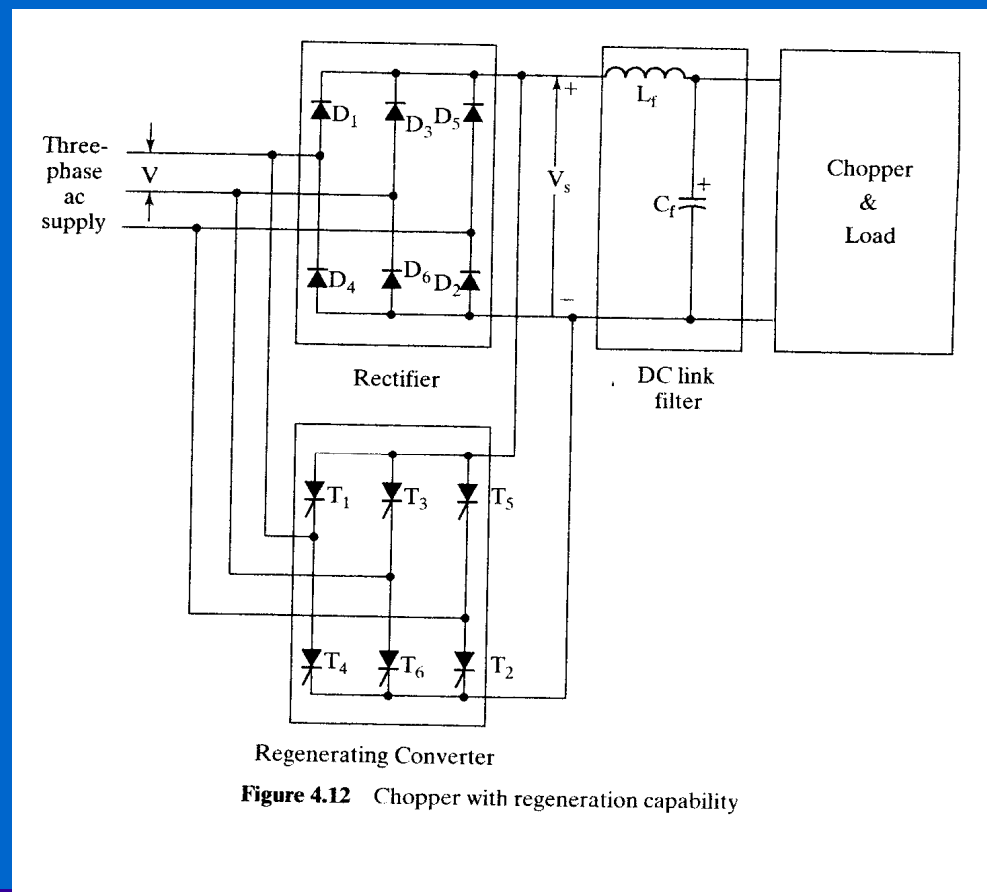 Three-
phase
ac
supply
V
D1
D3
D5
D4
D6
D2
Rectifier
+
Vs
−
Lf
Cf
+
DC link
filter
Chopper
&
Load
T1
T3
T5
T4
T6
T2
Regenerating Converter
Figure 4.12 Chopper with regeneration capability